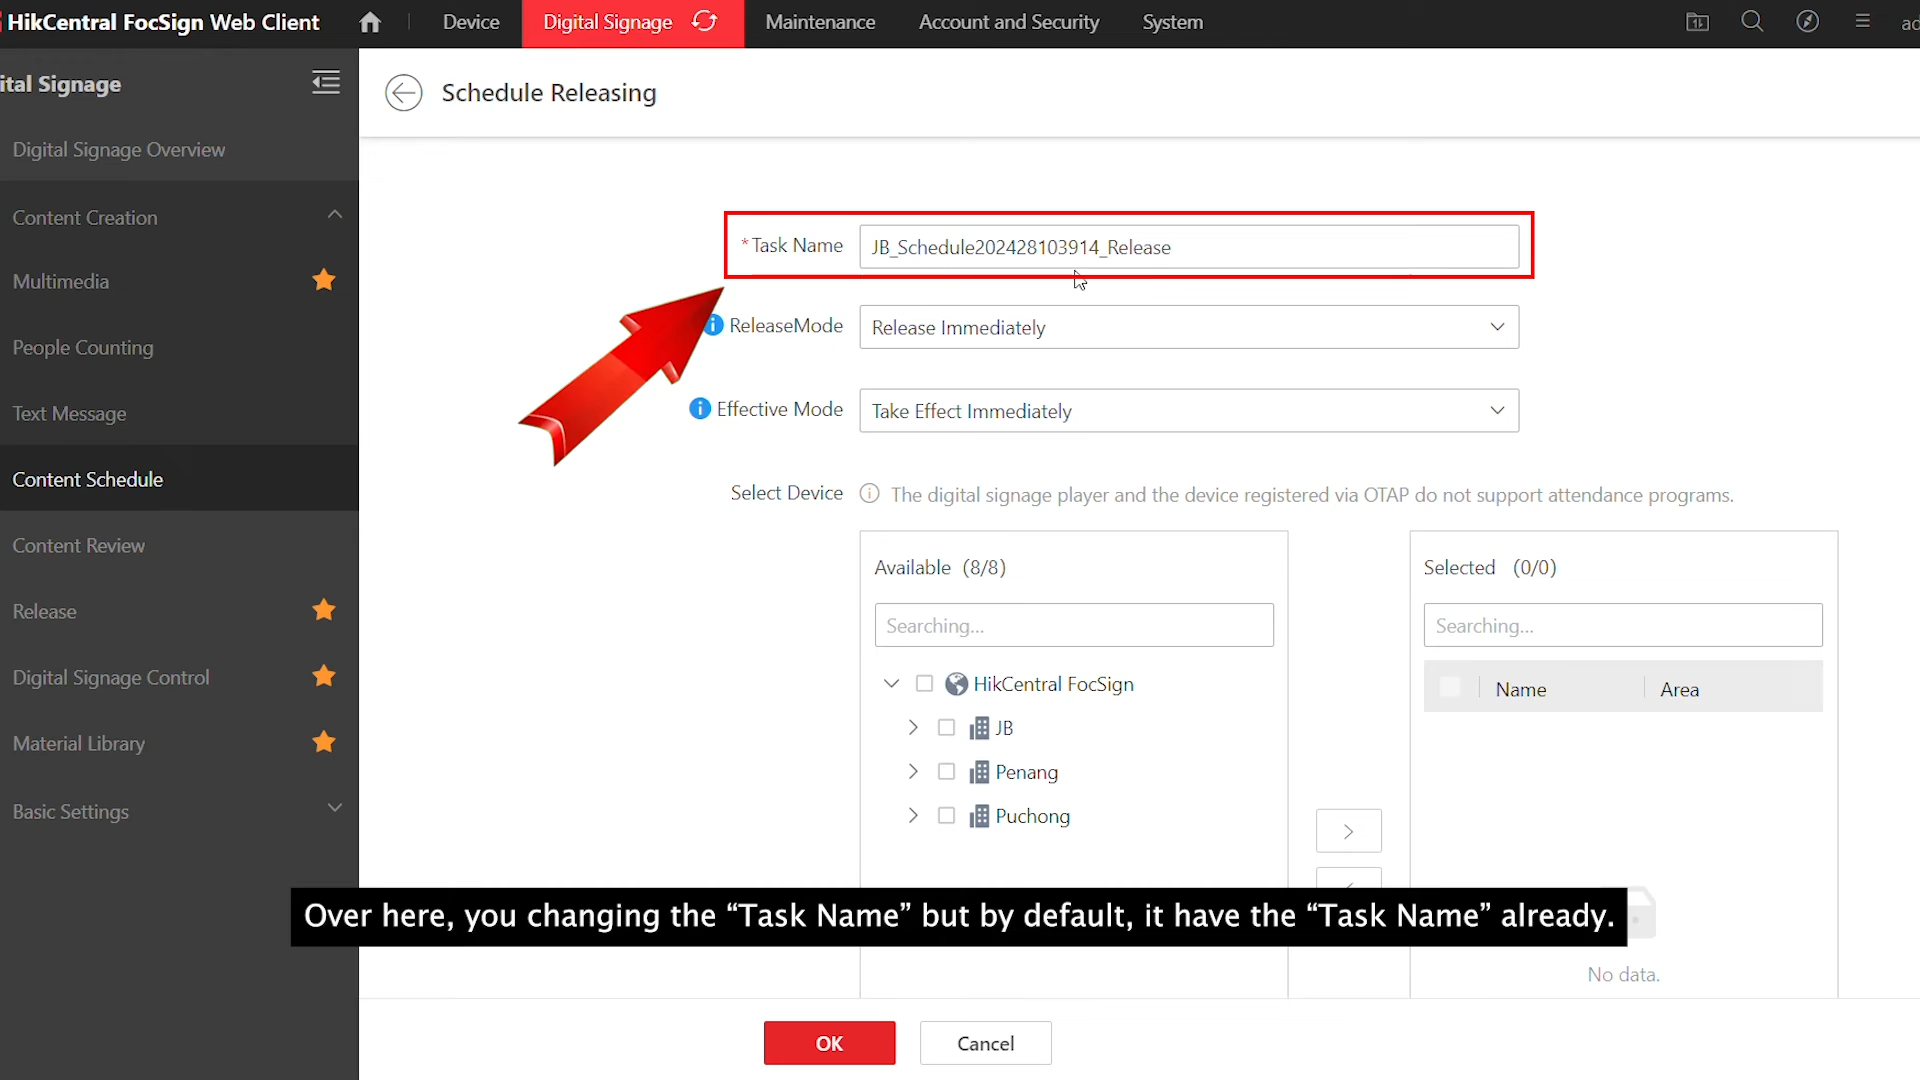 HikCentral FocSign Web Client
Device
Digital Signage
Maintenance
Account and Security
System
ad
ital Signage
Digital Signage Overview
Content Creation
Multimedia
People Counting
Text Message
Content Schedule
Content Review
Release
Digital Signage Control
Material Library
Basic Settings
Schedule Releasing
*Task Name
JB_Schedule202428103914_Release
ReleaseMode
Release Immediately
Effective Mode
Take Effect Immediately
Select Device
The digital signage player and the device registered via OTAP do not support attendance programs.
Available (8/8)
Searching...
HikCentral FocSign
JB
Penang
Puchong
Selected (0/0)
Searching...
Name
Area
No data.
Over here, you changing the “Task Name” but by default, it have the “Task Name” already.
OK
Cancel